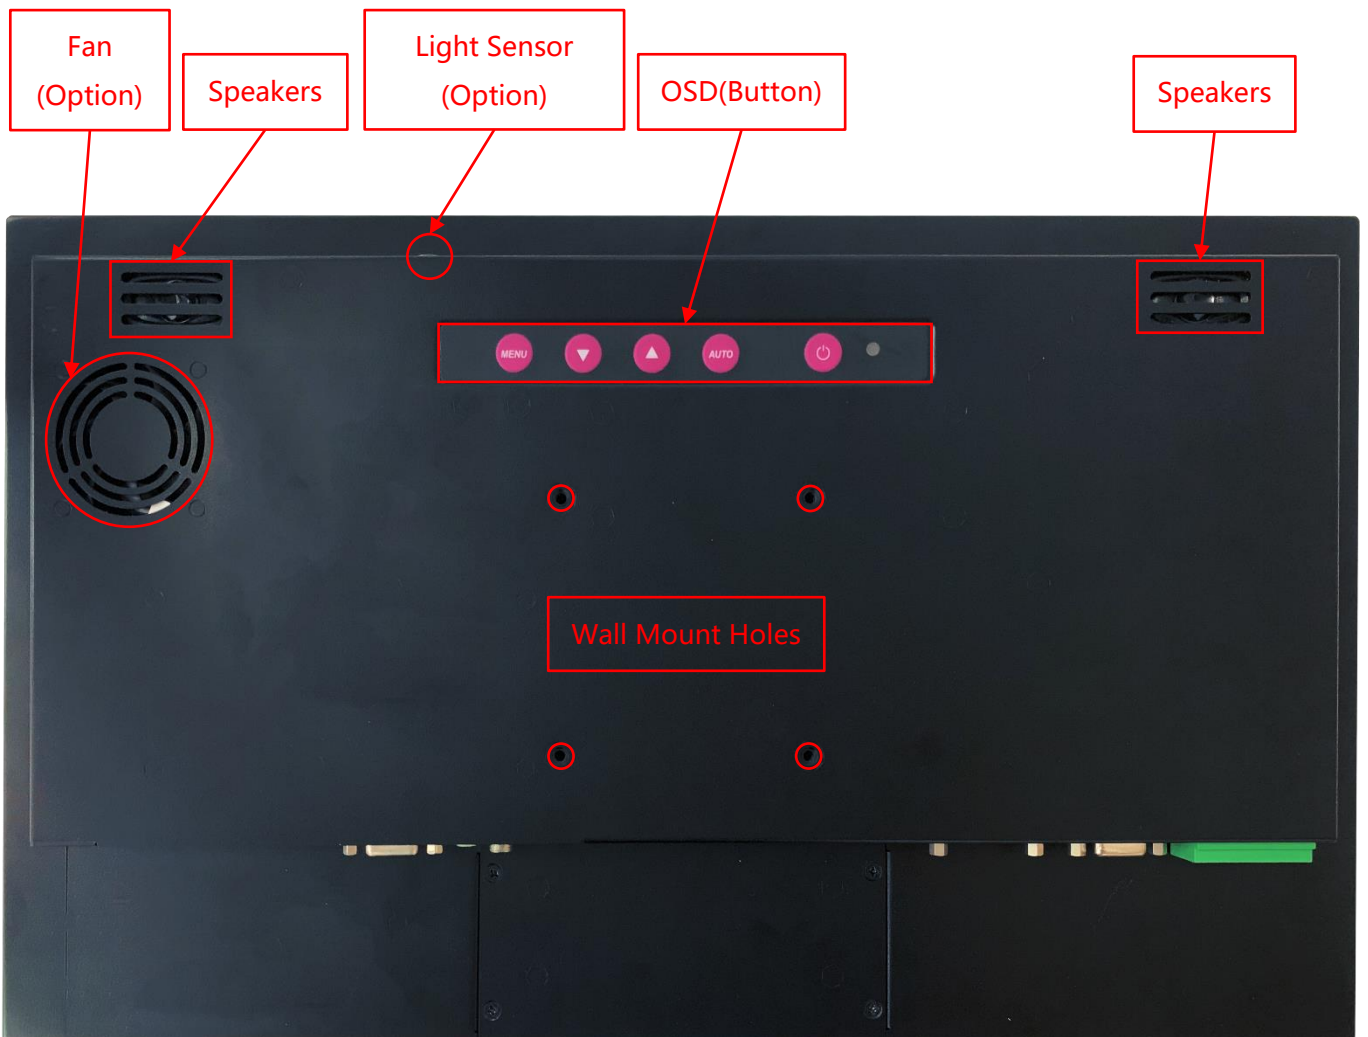 Fan
(Option)
Speakers
Light Sensor
(Option)
OSD(Button)
Speakers
MENU
AUTO
Wall Mount Holes